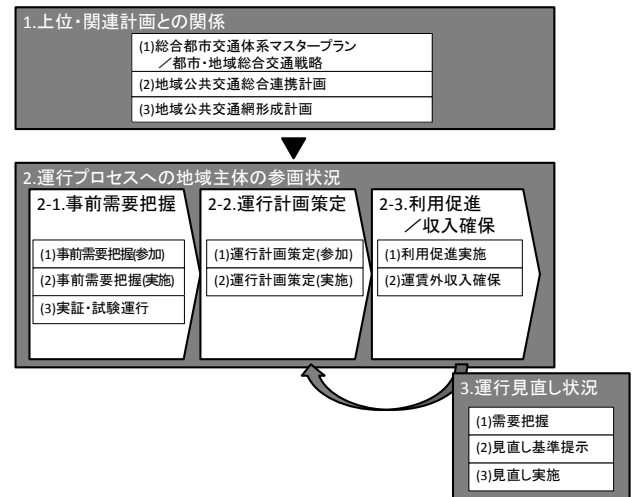 1.上位・関連計画との関係
(1)総合都市交通体系マスタープラン
／都市・地域総合交通戦略
(2)地域公共交通総合連携計画
(3)地域公共交通網形成計画
2.運行プロセスへの地域主体の参画状況
2-1.事前需要把握
(1)事前需要把握(参加)
(2)事前需要把握(実施)
(3)実証・試験運行
2-2.運行計画策定
(1)運行計画策定(参加)
(2)運行計画策定(実施)
2-3.利用促進
／収入確保
(1)利用促進実施
(2)運賃外収入確保
3.運行見直し状況
(1)需要把握
(2)見直し基準提示
(3)見直し実施